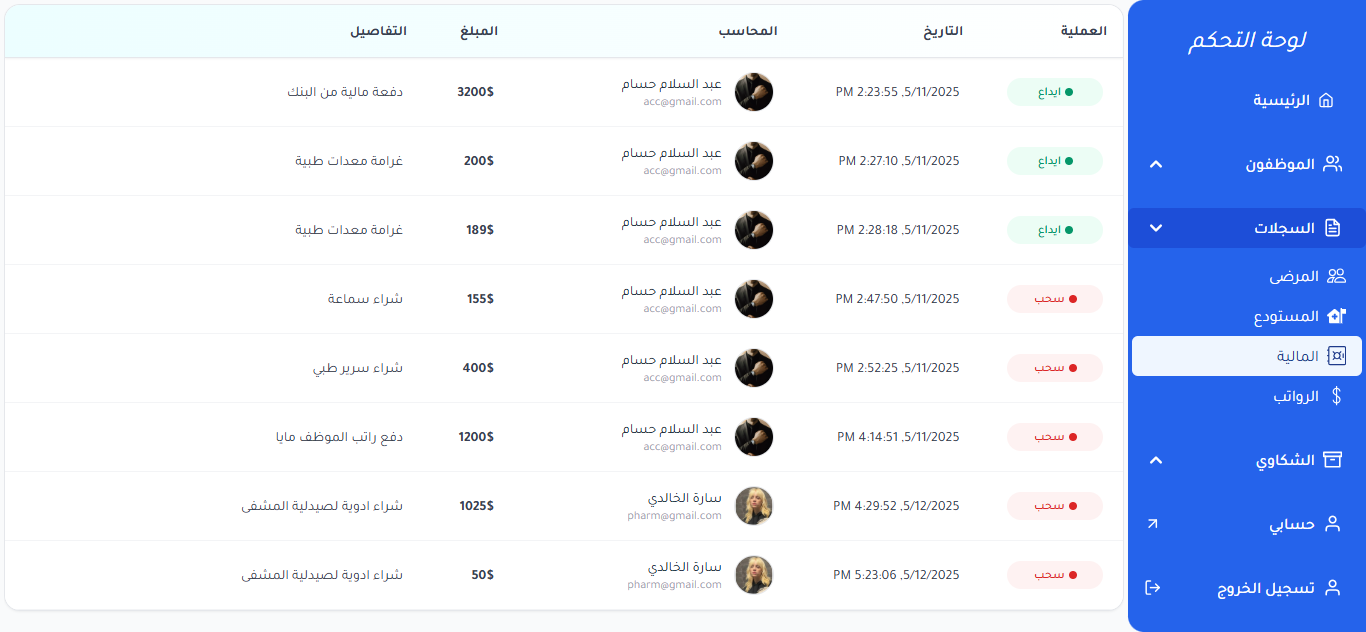 لوحة التحكم
الرئيسية
الموظفون
السجلات
المرضى
المستودع
المالية
الرواتب
الشكاوي
حسابي
تسجيل الخروج
العملية التاريخ المحاسب المبلغ التفاصيل
ايداع 5/11/2025, 2:23:55 PM عبد السلام حسام 3200$ دفعة مالية من البنك
acc@gmail.com
ايداع 5/11/2025, 2:27:10 PM عبد السلام حسام 200$ غرامة معدات طبية
acc@gmail.com
ايداع 5/11/2025, 2:28:18 PM عبد السلام حسام 189$ غرامة معدات طبية
acc@gmail.com
سحب 5/11/2025, 2:47:50 PM عبد السلام حسام 155$ شراء سماعة
acc@gmail.com
سحب 5/11/2025, 2:52:25 PM عبد السلام حسام 400$ شراء سرير طبي
acc@gmail.com
سحب 5/11/2025, 4:14:51 PM عبد السلام حسام 1200$ دفع راتب الموظف مايا
acc@gmail.com
سحب 5/12/2025, 4:29:52 PM سارة الخالدي 1025$ شراء ادوية لصيدلية المشفى
pharm@gmail.com
سحب 5/12/2025, 5:23:06 PM سارة الخالدي 50$ شراء ادوية لصيدلية المشفى
pharm@gmail.com